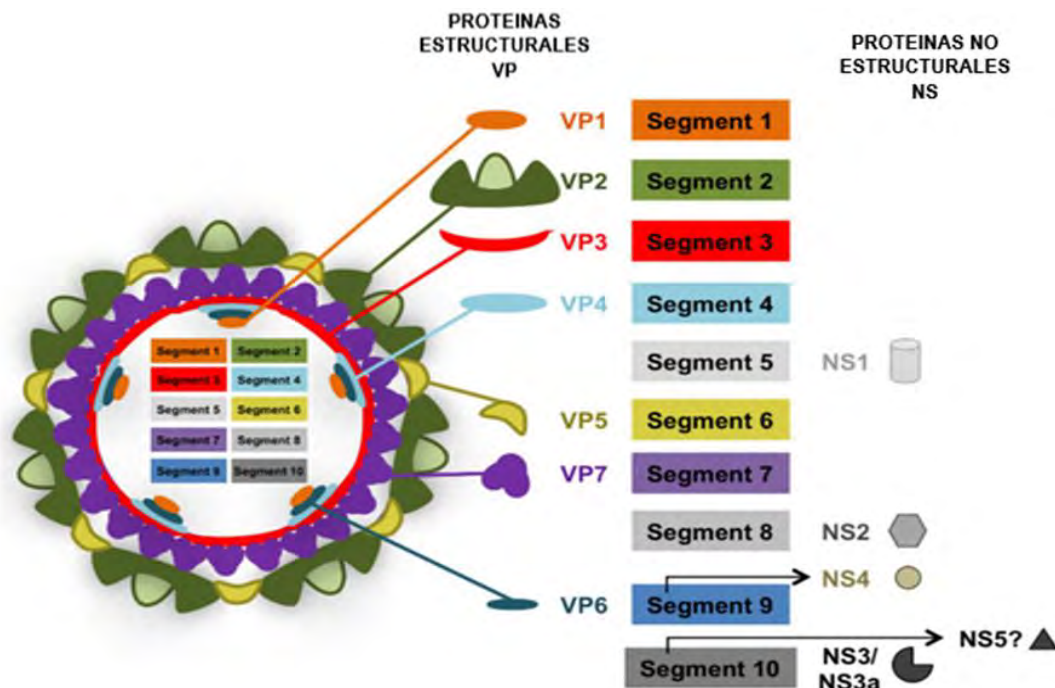 PROTEINAS
ESTRUCTURALES
VP
PROTEINAS NO
ESTRUCTURALES
NS
VP1 Segment 1
VP2 Segment 2
VP3 Segment 3
VP4 Segment 4
Segment 5 NS1
VP5 Segment 6
VP7 Segment 7
Segment 8 NS2
NS4
VP6 Segment 9
NS5?
Segment 10 NS3/
NS3a
Segment 1 Segment 2
Segment 3 Segment 4
Segment 5 Segment 6
Segment 7 Segment 8
Segment 9 Segment 10